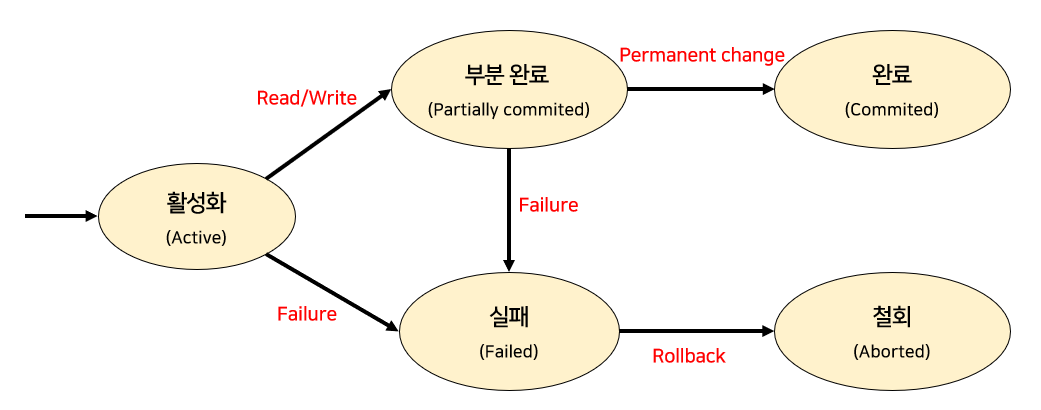 Permanent change
부분 완료
(Partially commited)
완료
(Commited)
Read/Write
활성화
(Active)
Failure
Failure
실패
(Failed)
Rollback
철회
(Aborted)